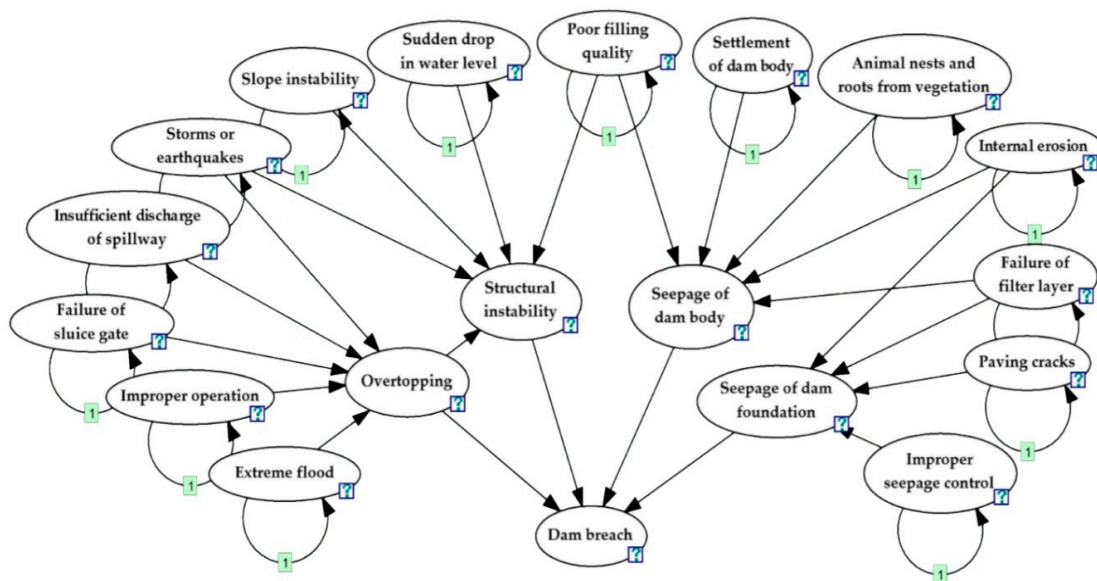 Sudden drop
in water level
?
Poor filling
quality
?
Settlement
of dam body
?
Slope instability
?
Animal nests and
roots from vegetation
?
Storms or
earthquakes
?
Internal erosion
?
1
1
1
1
1
Insufficient discharge
of spillway
?
1
Failure of
filter layer
?
Structural
instability
?
Seepage of
dam body
?
Failure of
sluice gate
?
Paving cracks
?
Overtopping
?
Improper operation
?
Seepage of dam
foundation
?
1
1
Extreme flood
?
Improper
seepage control
?
1
Dam breach
?
1
1